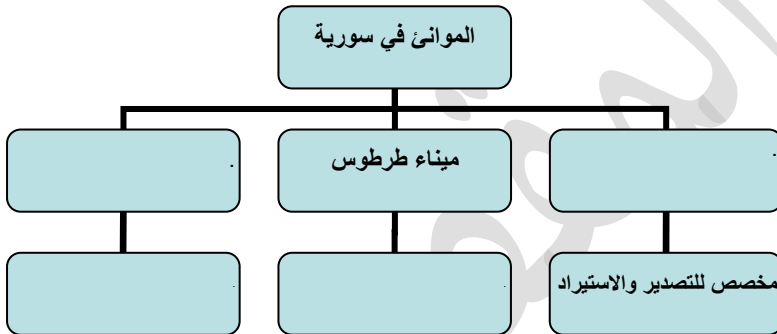 الموانئ في سورية
.
ميناء طرطوس
.
مخصص للتصدير والاستيراد
.
.